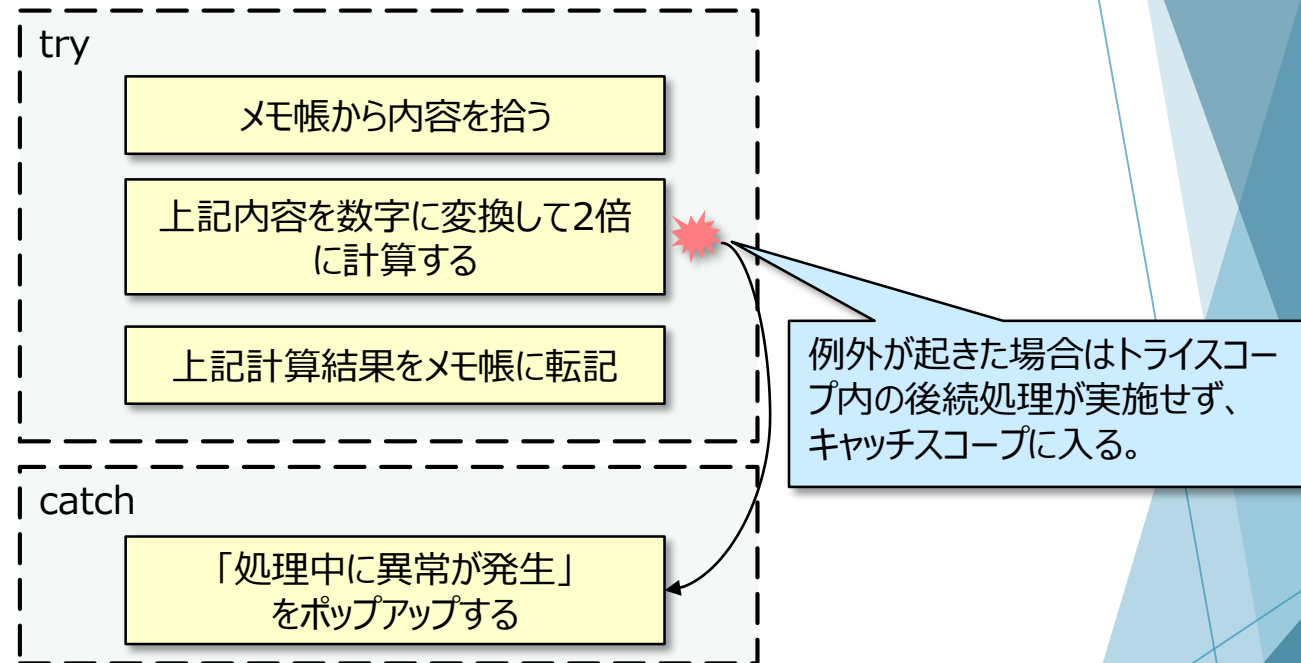 try
メモ帳から内容を拾う
上記内容を数字に変換して2倍
に計算する
上記計算結果をメモ帳に転記
例外が起きた場合はトライスコー
プ内の後続処理が実施せず、
キャッチスコープに入る。
catch
「処理中に異常が発生」
をポップアップする